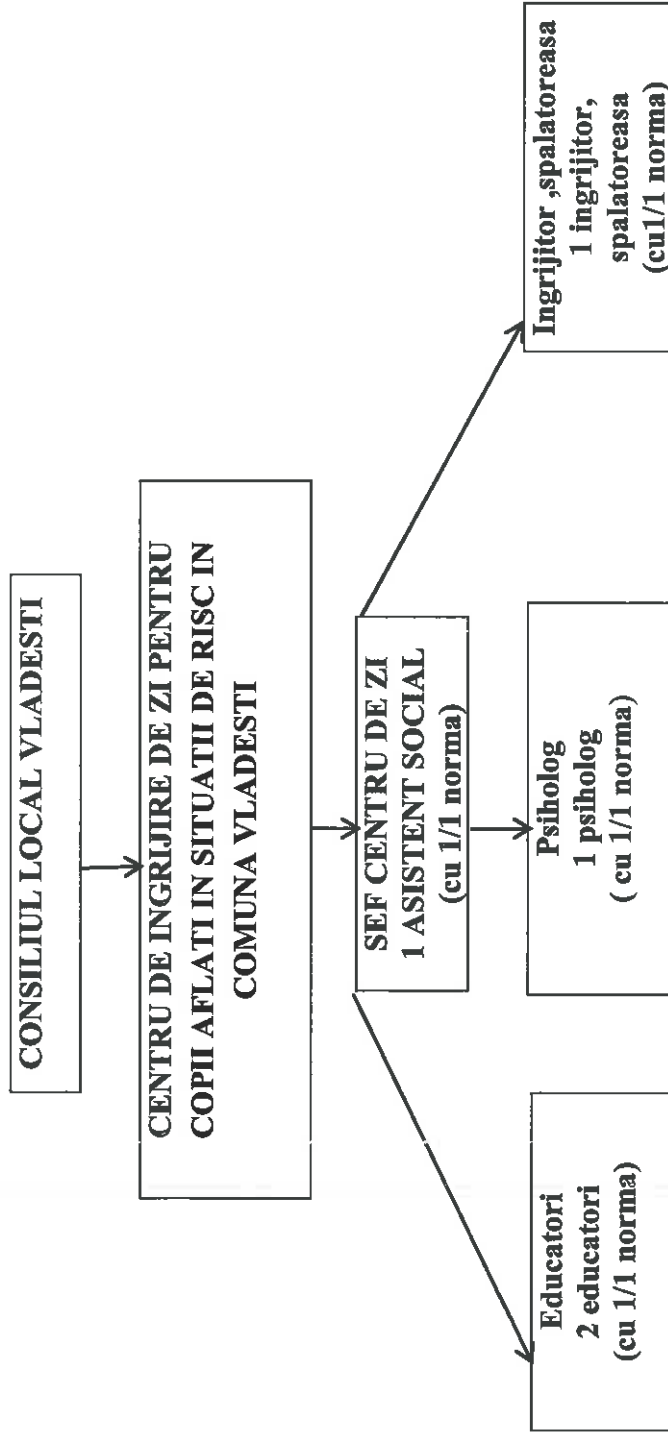 CONSILIUL LOCAL VLADESTI
CENTRU DE INGRIJIRE DE ZI PENTRU
COPII AFLATI IN SITUATII DE RISC IN
COMUNA VLADESTI
SEF CENTRU DE ZI
1 ASISTENT SOCIAL
(cu 1/1 norma)
Educatori
2 educatori
(cu 1/1 norma)
Psiholog
1 psiholog
( cu 1/1 norma)
Ingrijitor ,spalatoreasa
1 ingrijitor,
spalatoreasa
(cu1/1 norma)